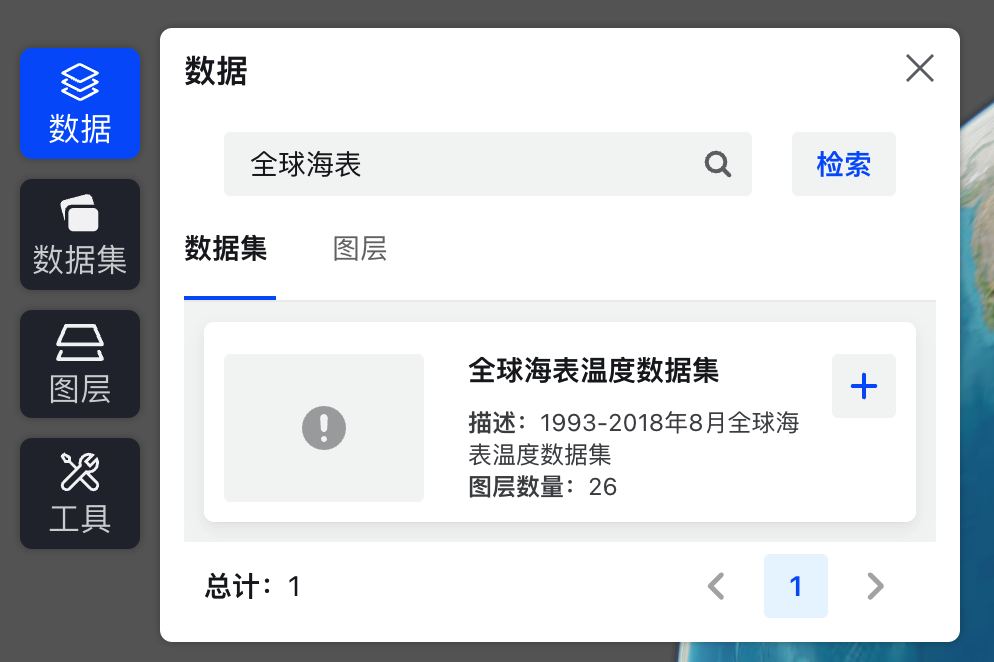 数据
数据集
图层
工具
数据
全球海表
检索
数据集
图层
全球海表温度数据集
描述：1993-2018年8月全球海
表温度数据集
图层数量：26
总计：1
1